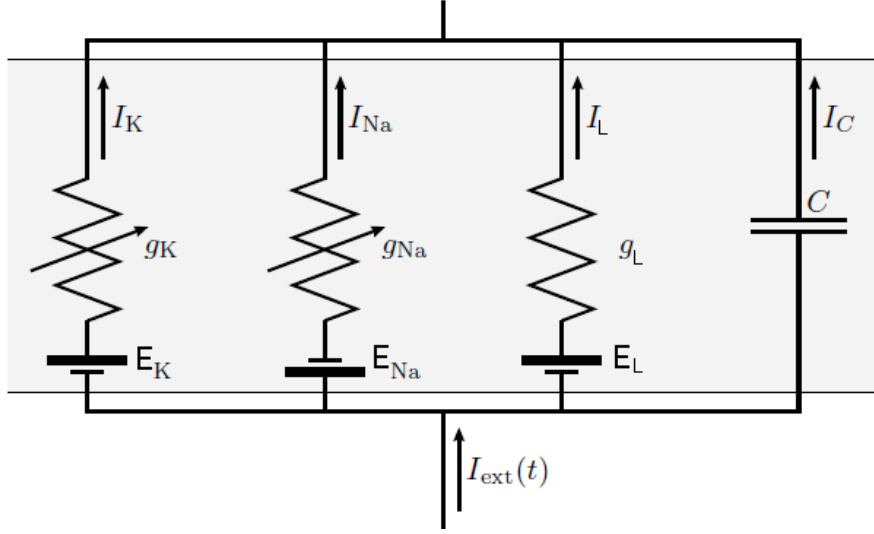 I_K
I_Na
I_L
I_C
C
g_K
g_Na
g_L
E_K
E_Na
E_L
I_ext(t)